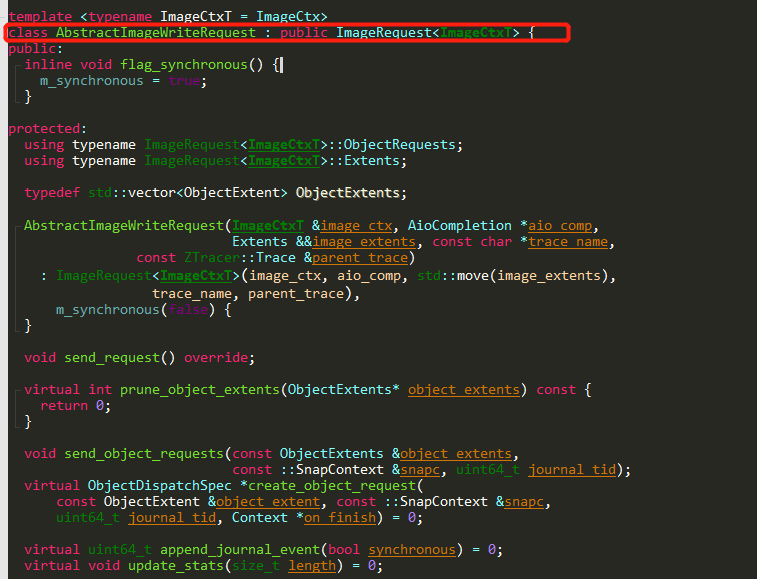 template <typename ImageCtxT = ImageCtx>
class AbstractImageWriteRequest : public ImageRequest<ImageCtxT> {
public:
  inline void flag_synchronous() {
    m_synchronous = true;
  }

protected:
  using typename ImageRequest<ImageCtxT>::ObjectRequests;
  using typename ImageRequest<ImageCtxT>::Extents;

  typedef std::vector<ObjectExtent> ObjectExtents;

  AbstractImageWriteRequest(ImageCtxT &image_ctx, AioCompletion *aio_comp,
                            Extents &&image_extents, const char *trace_name,
                const ZTracer::Trace &parent_trace)
    : ImageRequest<ImageCtxT>(image_ctx, aio_comp, std::move(image_extents),
                  trace_name, parent_trace),
      m_synchronous(false) {
  }

  void send_request() override;

  virtual int prune_object_extents(ObjectExtents* object_extents) const {
    return 0;
  }

  void send_object_requests(const ObjectExtents &object_extents,
                            const ::SnapContext &snapc, uint64_t journal_tid);
  virtual ObjectDispatchSpec *create_object_request(
      const ObjectExtent &object_extent, const ::SnapContext &snapc,
      uint64_t journal_tid, Context *on_finish) = 0;

  virtual uint64_t append_journal_event(bool synchronous) = 0;
  virtual void update_stats(size_t length) = 0;